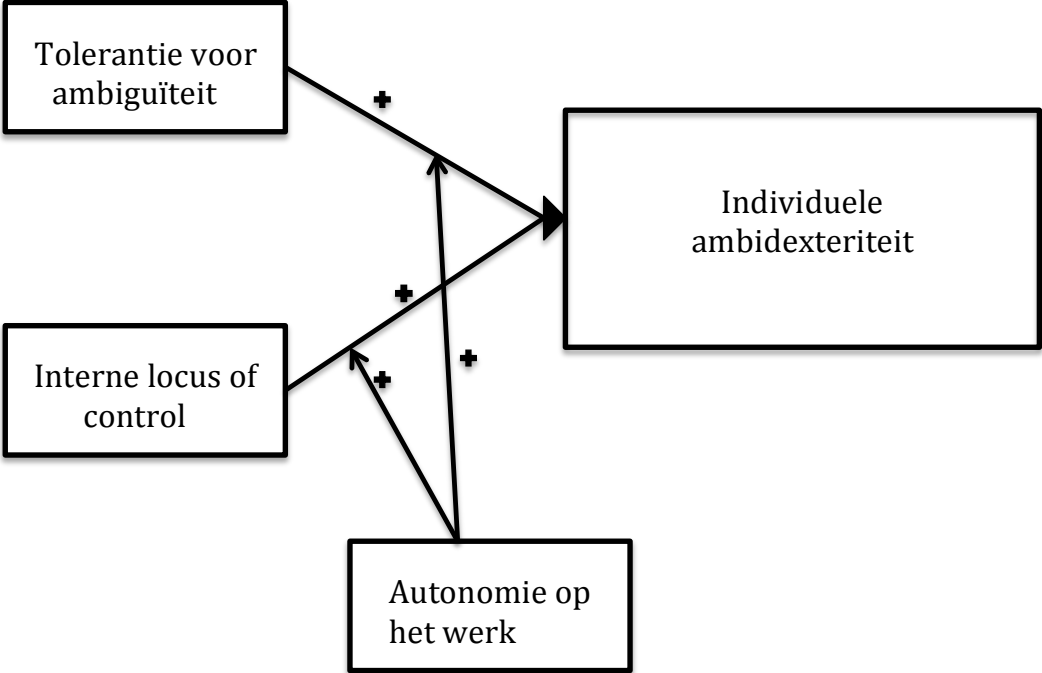 Tolerantie voor
ambiguïteit
+
Individuele
ambidexteriteit
+
Interne locus of
control
+
+
Autonomie op
het werk